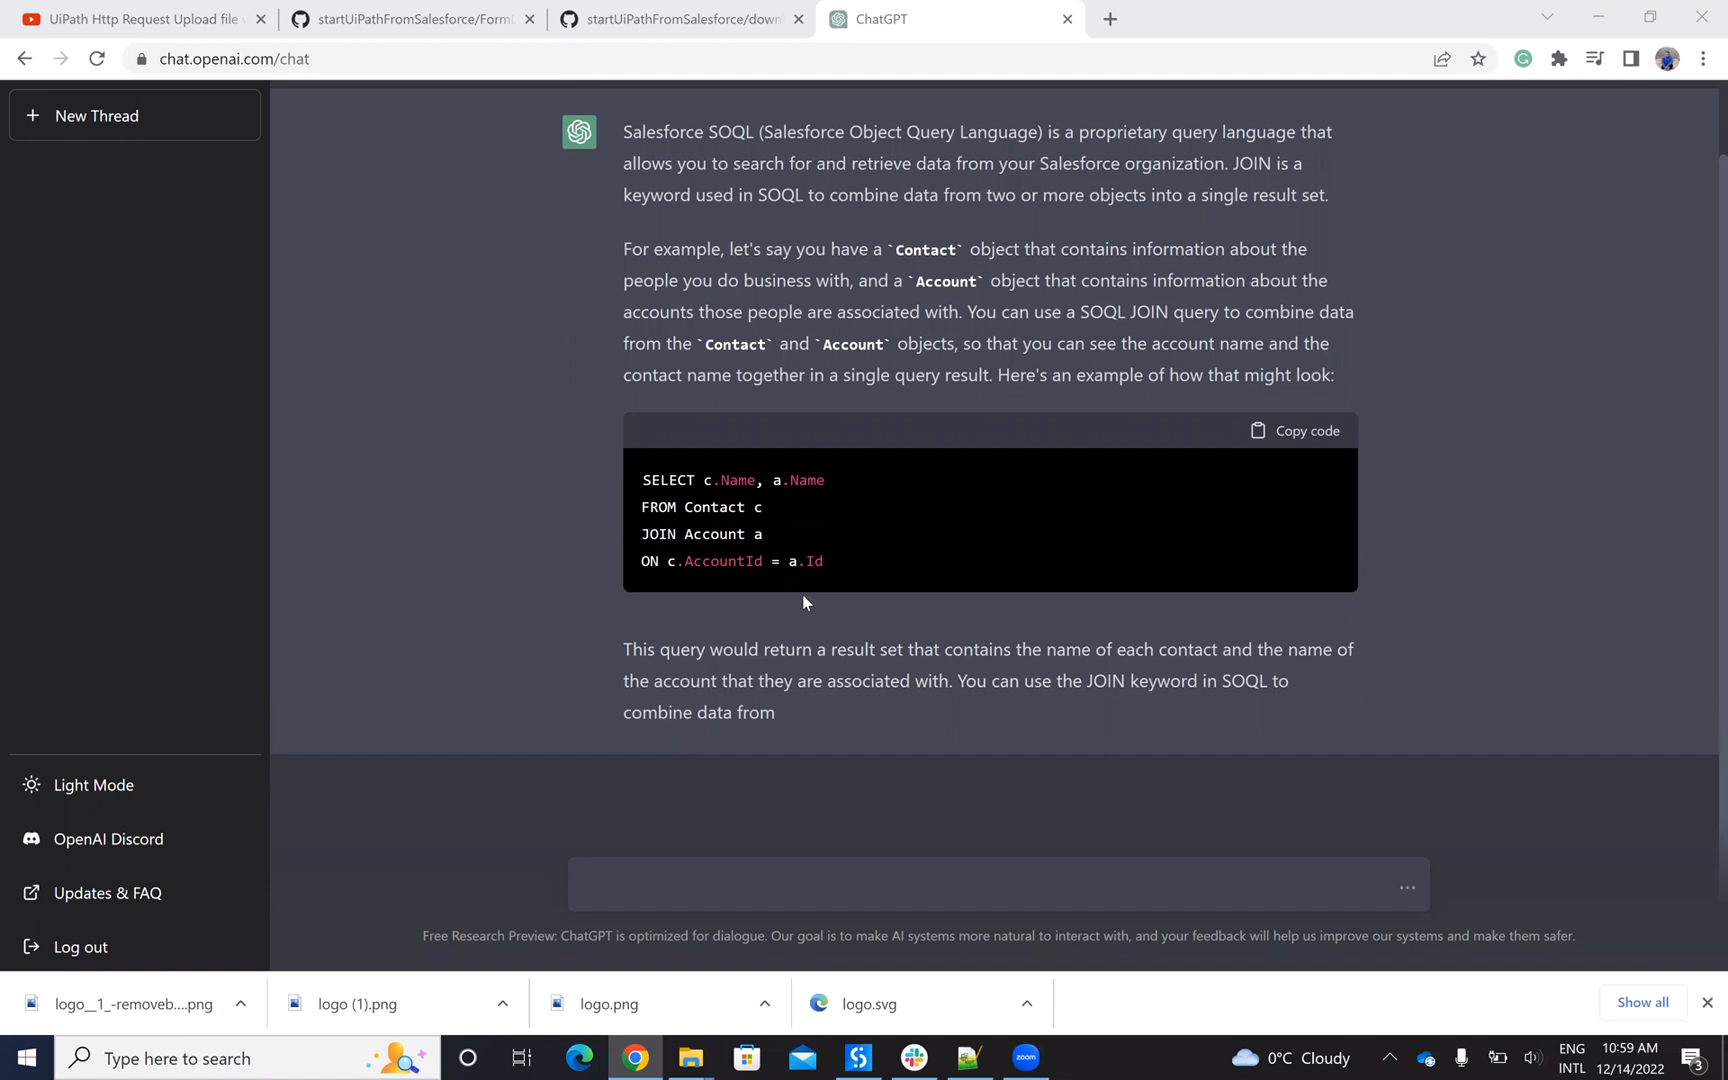 UiPath Http Request Upload file
startUiPathFromSalesforce/Form
startUiPathFromSalesforce/down
ChatGPT
chat.openai.com/chat
New Thread
Salesforce SOQL (Salesforce Object Query Language) is a proprietary query language that
allows you to search for and retrieve data from your Salesforce organization. JOIN is a
keyword used in SOQL to combine data from two or more objects into a single result set.
For example, let's say you have a `Contact` object that contains information about the
people you do business with, and a `Account` object that contains information about the
accounts those people are associated with. You can use a SOQL JOIN query to combine data
from the `Contact` and `Account` objects, so that you can see the account name and the
contact name together in a single query result. Here's an example of how that might look:
Copy code
SELECT c.Name, a.Name
FROM Contact c
JOIN Account a
ON c.AccountId = a.Id
This query would return a result set that contains the name of each contact and the name of
the account that they are associated with. You can use the JOIN keyword in SOQL to
combine data from
Light Mode
OpenAI Discord
Updates & FAQ
Log out
Free Research Preview: ChatGPT is optimized for dialogue. Our goal is to make AI systems more natural to interact with, and your feedback will help us improve our systems and make them safer.
logo__1_-removeb....png
logo (1).png
logo.png
logo.svg
Show all
Type here to search
zoom
0°C Cloudy
ENG
INTL
10:59 AM
12/14/2022
3